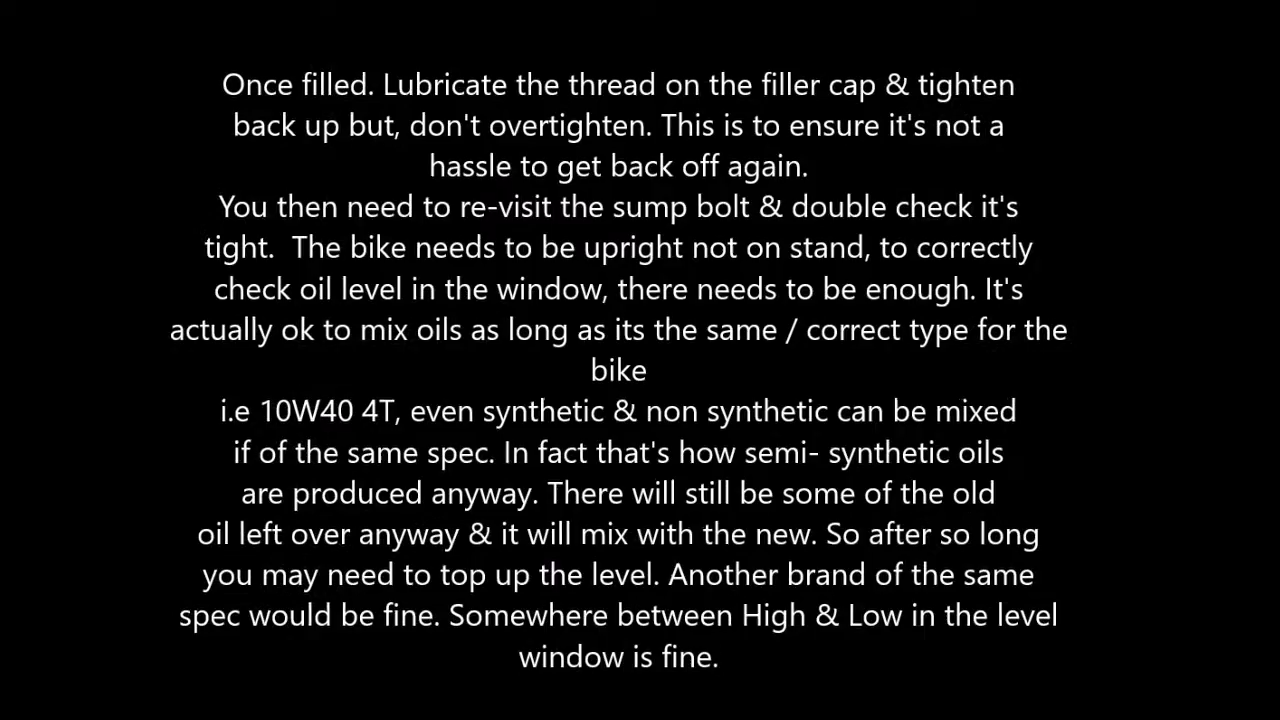 Once filled. Lubricate the thread on the filler cap & tighten
back up but, don't overtighten. This is to ensure it's not a
hassle to get back off again.
You then need to re-visit the sump bolt & double check it's
tight.  The bike needs to be upright not on stand, to correctly
check oil level in the window, there needs to be enough. It's
actually ok to mix oils as long as its the same / correct type for the
bike
i.e 10W40 4T, even synthetic & non synthetic can be mixed
if of the same spec. In fact that's how semi- synthetic oils
are produced anyway. There will still be some of the old
oil left over anyway & it will mix with the new. So after so long
you may need to top up the level. Another brand of the same
spec would be fine. Somewhere between High & Low in the level
window is fine.